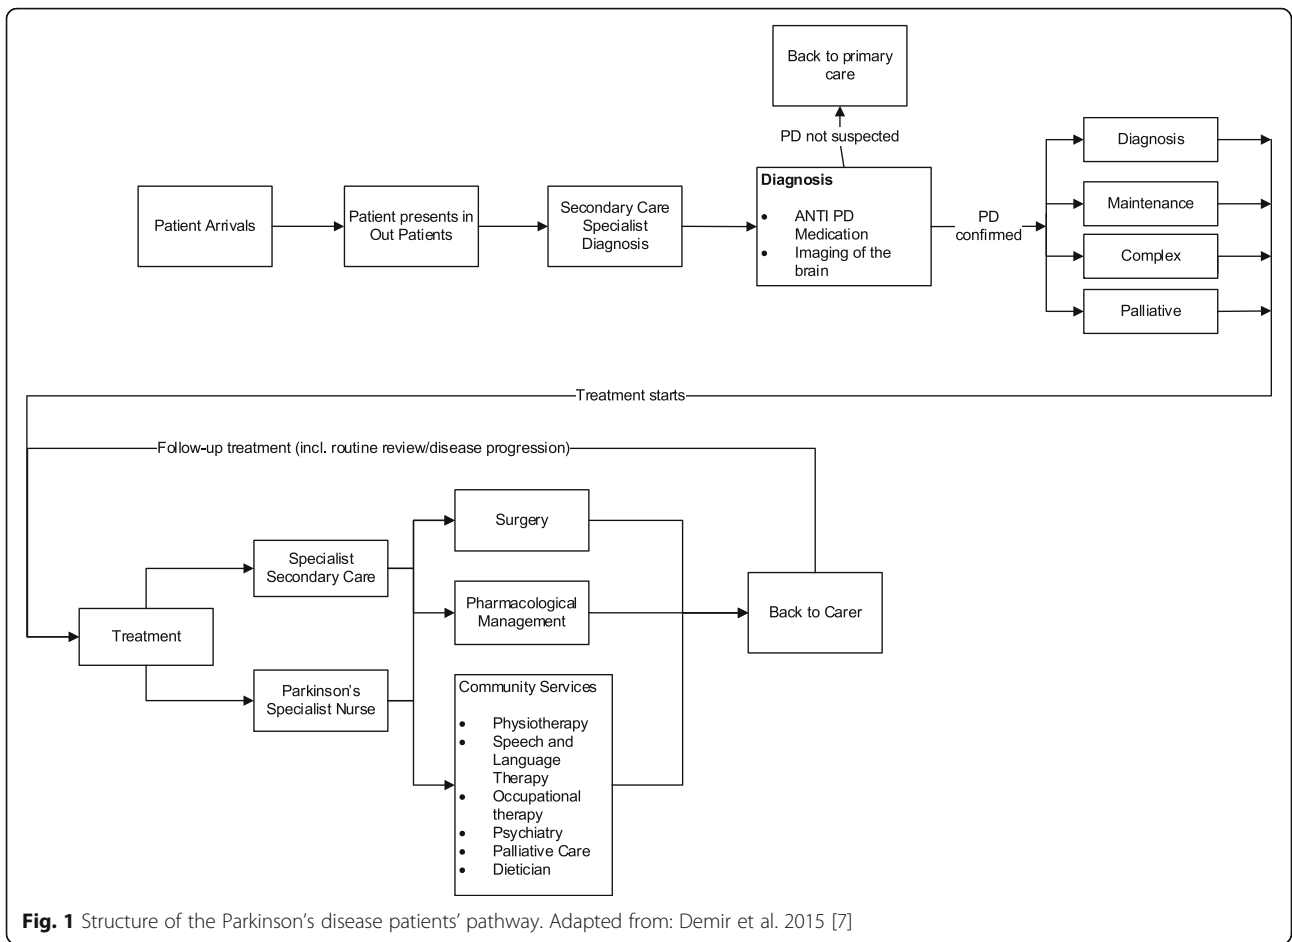 Back to primary
care
PD not suspected
Patient Arrivals
Patient presents in
Out Patients
Secondary Care
Specialist
Diagnosis
Diagnosis
• ANTI PD
Medication
• Imaging of the
brain
PD
confirmed
Diagnosis
Maintenance
Complex
Palliative
Treatment starts
Follow-up treatment (incl. routine review/disease progression)
Treatment
Specialist
Secondary Care
Parkinson's
Specialist Nurse
Surgery
Pharmacological
Management
Community Services
• Physiotherapy
• Speech and
Language
Therapy
• Occupational
therapy
• Psychiatry
• Palliative Care
• Dietician
Back to Carer
Fig. 1 Structure of the Parkinson's disease patients' pathway. Adapted from: Demir et al. 2015 [7]